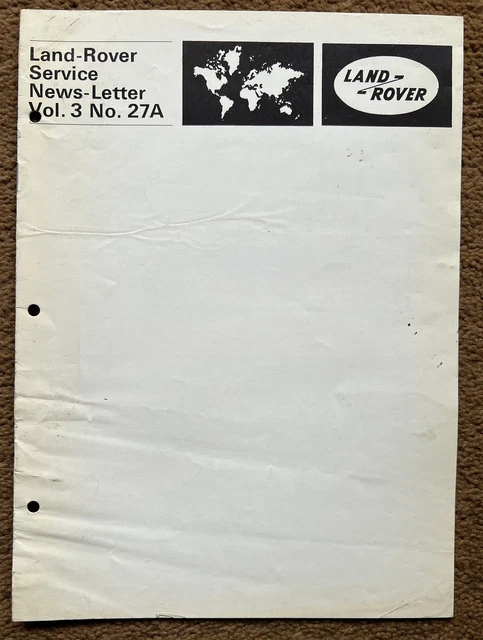 Land-Rover
Service
News-Letter
Vol. 3 No. 27A
LAND-
-ROVER